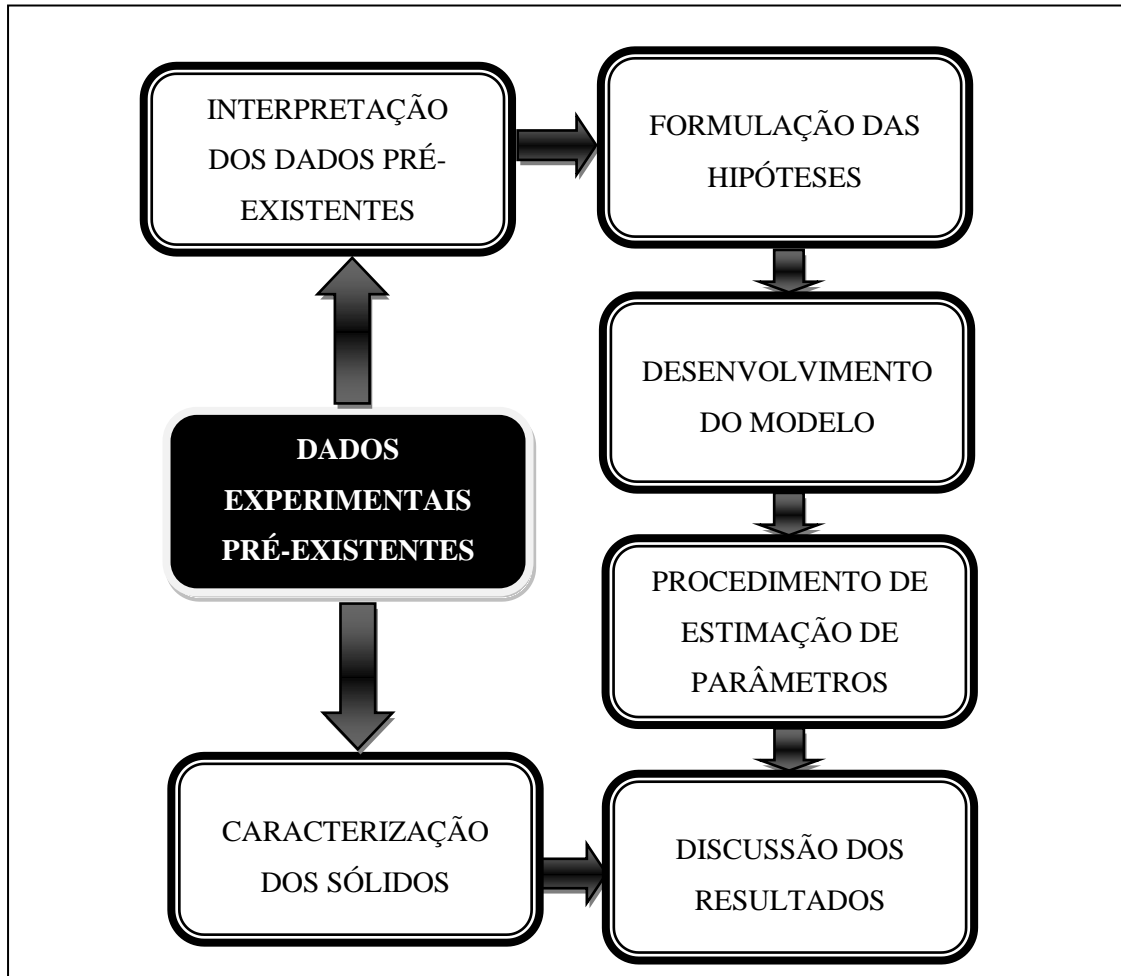 INTERPRETAÇÃO
DOS DADOS PRÉ-
EXISTENTES
FORMULAÇÃO DAS
HIPÓTESES
DESENVOLVIMENTO
DO MODELO
DADOS
EXPERIMENTAIS
PRÉ-EXISTENTES
PROCEDIMENTO DE
ESTIMAÇÃO DE
PARÂMETROS
CARACTERIZAÇÃO
DOS SÓLIDOS
DISCUSSÃO DOS
RESULTADOS